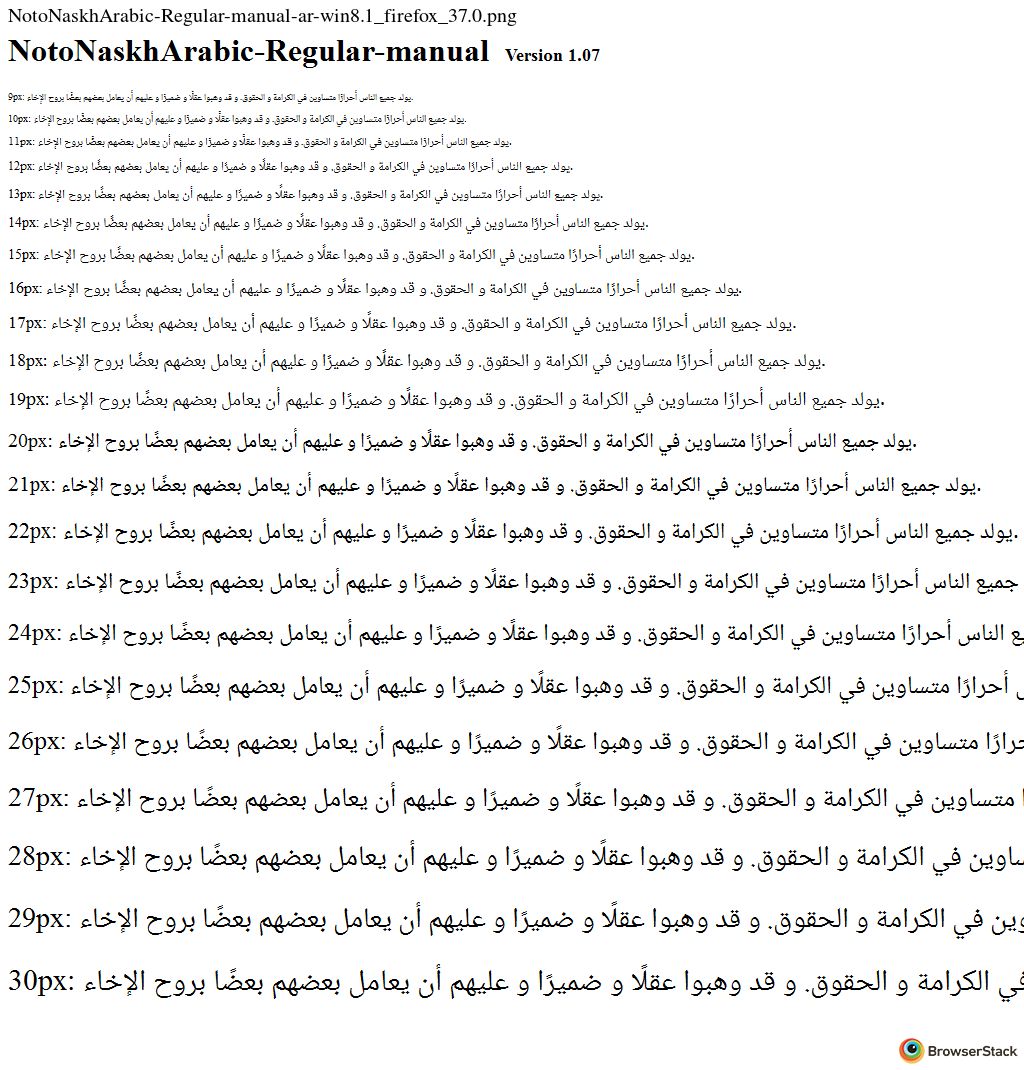 NotoNaskhArabic-Regular-manual-ar-win8.1_firefox_37.0.png
NotoNaskhArabic-Regular-manual Version 1.07
9px: يولد جميع الناس أحرارًا متساوين في الكرامة و الحقوق. و قد وهبوا عقلًا و ضميرًا و عليهم أن يعامل بعضهم بعضًا بروح الإخاء.
10px: يولد جميع الناس أحرارًا متساوين في الكرامة و الحقوق. و قد وهبوا عقلًا و ضميرًا و عليهم أن يعامل بعضهم بعضًا بروح الإخاء.
11px: يولد جميع الناس أحرارًا متساوين في الكرامة و الحقوق. و قد وهبوا عقلًا و ضميرًا و عليهم أن يعامل بعضهم بعضًا بروح الإخاء.
12px: يولد جميع الناس أحرارًا متساوين في الكرامة و الحقوق. و قد وهبوا عقلًا و ضميرًا و عليهم أن يعامل بعضهم بعضًا بروح الإخاء.
13px: يولد جميع الناس أحرارًا متساوين في الكرامة و الحقوق. و قد وهبوا عقلًا و ضميرًا و عليهم أن يعامل بعضهم بعضًا بروح الإخاء.
14px: يولد جميع الناس أحرارًا متساوين في الكرامة و الحقوق. و قد وهبوا عقلًا و ضميرًا و عليهم أن يعامل بعضهم بعضًا بروح الإخاء.
15px: يولد جميع الناس أحرارًا متساوين في الكرامة و الحقوق. و قد وهبوا عقلًا و ضميرًا و عليهم أن يعامل بعضهم بعضًا بروح الإخاء.
16px: يولد جميع الناس أحرارًا متساوين في الكرامة و الحقوق. و قد وهبوا عقلًا و ضميرًا و عليهم أن يعامل بعضهم بعضًا بروح الإخاء.
17px: يولد جميع الناس أحرارًا متساوين في الكرامة و الحقوق. و قد وهبوا عقلًا و ضميرًا و عليهم أن يعامل بعضهم بعضًا بروح الإخاء.
18px: يولد جميع الناس أحرارًا متساوين في الكرامة و الحقوق. و قد وهبوا عقلًا و ضميرًا و عليهم أن يعامل بعضهم بعضًا بروح الإخاء.
19px: يولد جميع الناس أحرارًا متساوين في الكرامة و الحقوق. و قد وهبوا عقلًا و ضميرًا و عليهم أن يعامل بعضهم بعضًا بروح الإخاء.
20px: يولد جميع الناس أحرارًا متساوين في الكرامة و الحقوق. و قد وهبوا عقلًا و ضميرًا و عليهم أن يعامل بعضهم بعضًا بروح الإخاء.
21px: يولد جميع الناس أحرارًا متساوين في الكرامة و الحقوق. و قد وهبوا عقلًا و ضميرًا و عليهم أن يعامل بعضهم بعضًا بروح الإخاء.
22px: يولد جميع الناس أحرارًا متساوين في الكرامة و الحقوق. و قد وهبوا عقلًا و ضميرًا و عليهم أن يعامل بعضهم بعضًا بروح الإخاء.
23px: جميع الناس أحرارًا متساوين في الكرامة و الحقوق. و قد وهبوا عقلًا و ضميرًا و عليهم أن يعامل بعضهم بعضًا بروح الإخاء
24px: الناس أحرارًا متساوين في الكرامة و الحقوق. و قد وهبوا عقلًا و ضميرًا و عليهم أن يعامل بعضهم بعضًا بروح الإخاء
25px: أحرارًا متساوين في الكرامة و الحقوق. و قد وهبوا عقلًا و ضميرًا و عليهم أن يعامل بعضهم بعضًا بروح الإخاء
26px: متساوين في الكرامة و الحقوق. و قد وهبوا عقلًا و ضميرًا و عليهم أن يعامل بعضهم بعضًا بروح الإخاء
27px: متساوين في الكرامة و الحقوق. و قد وهبوا عقلًا و ضميرًا و عليهم أن يعامل بعضهم بعضًا بروح الإخاء
28px: في الكرامة و الحقوق. و قد وهبوا عقلًا و ضميرًا و عليهم أن يعامل بعضهم بعضًا بروح الإخاء
29px: في الكرامة و الحقوق. و قد وهبوا عقلًا و ضميرًا و عليهم أن يعامل بعضهم بعضًا بروح الإخاء
30px: في الكرامة و الحقوق. و قد وهبوا عقلًا و ضميرًا و عليهم أن يعامل بعضهم بعضًا بروح الإخاء
BrowserStack